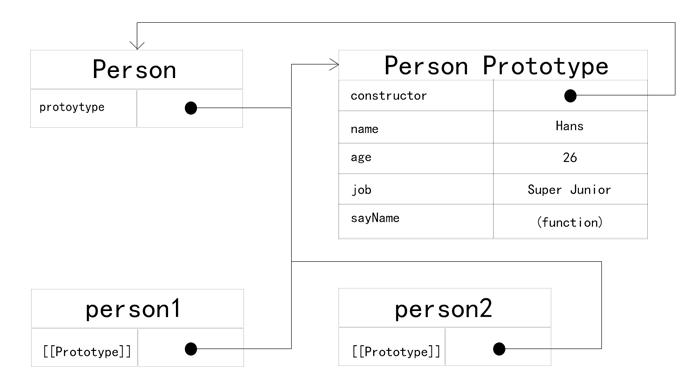 Person
protoytype
Person Prototype
constructor
name Hans
age 26
job Super Junior
sayName (function)
person1
[[Prototype]]
person2
[[Prototype]]